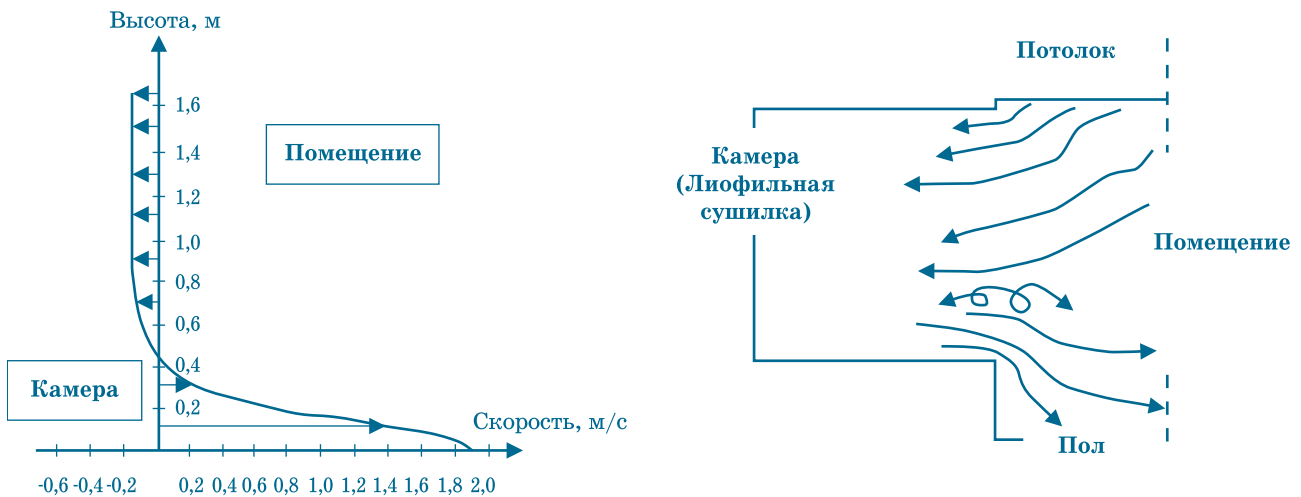 Высота, м
1,6
1,4
1,2
1,0
0,8
0,6
0,4
0,2
Помещение
Камера
Скорость, м/с
-0,6 -0,4 -0,2 0,2 0,4 0,6 0,8 1,0 1,2 1,4 1,6 1,8 2,0
Потолок
Камера
(Лиофильная
сушилка)
Помещение
Пол